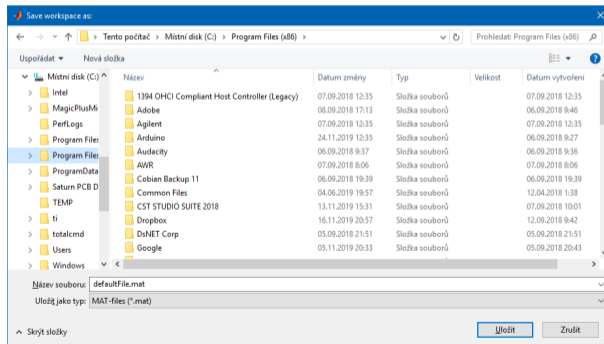 Save workspace as:
Tento počítač › Místní disk (C:) › Program Files (x86) ›
Prohledat: Program Files (x86)
Uspořádat
Nová složka
Místní disk (C:)
Intel
MagicPlusMi
PerfLogs
Program Files
Program Files
ProgramData
Saturn PCB D
TEMP
ti
totalcmd
Users
Windows
Název Datum změny Typ Velikost Datum vytvoření
1394 OHCI Compliant Host Controller (Legacy) 07.09.2018 12:35 Složka souborů 07.09.2018 12:35
Adobe 08.09.2018 17:13 Složka souborů 06.09.2018 9:46
Agilent 07.09.2018 12:35 Složka souborů 07.09.2018 12:35
Arduino 24.11.2019 12:35 Složka souborů 06.09.2018 9:27
Audacity 06.09.2018 9:37 Složka souborů 06.09.2018 9:36
AWR 07.09.2018 8:06 Složka souborů 07.09.2018 8:06
Cobian Backup 11 06.09.2018 19:39 Složka souborů 06.09.2018 19:39
Common Files 04.06.2019 19:57 Složka souborů 12.04.2018 1:38
CST STUDIO SUITE 2018 13.11.2019 15:31 Složka souborů 07.09.2018 10:01
Dropbox 16.11.2019 20:57 Složka souborů 12.09.2018 9:42
DsNET Corp 05.09.2018 21:51 Složka souborů 05.09.2018 21:51
Google 05.11.2019 20:33 Složka souborů 05.09.2018 20:43
Název souboru: defaultFile.mat
Uložit jako typ: MAT-files (*.mat)
Skrýt složky
Uložit
Zrušit